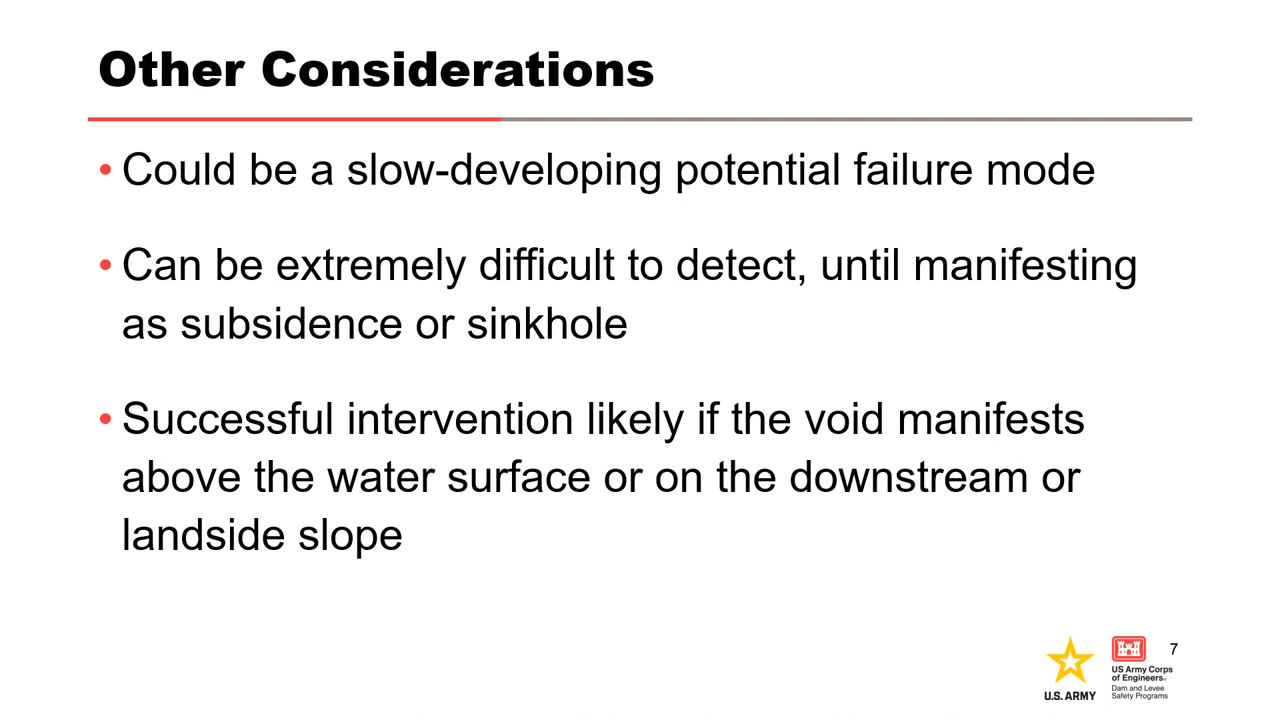 Other Considerations
• Could be a slow-developing potential failure mode
• Can be extremely difficult to detect, until manifesting
as subsidence or sinkhole
• Successful intervention likely if the void manifests
above the water surface or on the downstream or
landside slope
7
U.S. ARMY
US Army Corps
of Engineers®
Dam and Levee
Safety Programs